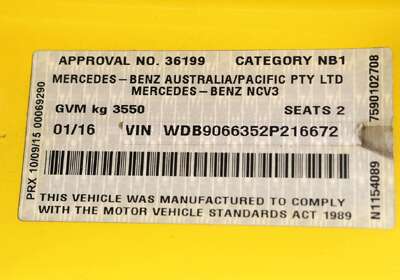 APPROVAL NO. 36199 CATEGORY NB1
MERCEDES–BENZ AUSTRALIA/PACIFIC PTY LTD
MERCEDES–BENZ NCV3
GVM kg 3550 SEATS 2
01/16 VIN WDB9066352P216672
THIS VEHICLE WAS MANUFACTURED TO COMPLY
WITH THE MOTOR VEHICLE STANDARDS ACT 1989
PRX 10/09/15 00069290
N1154089 7590102708